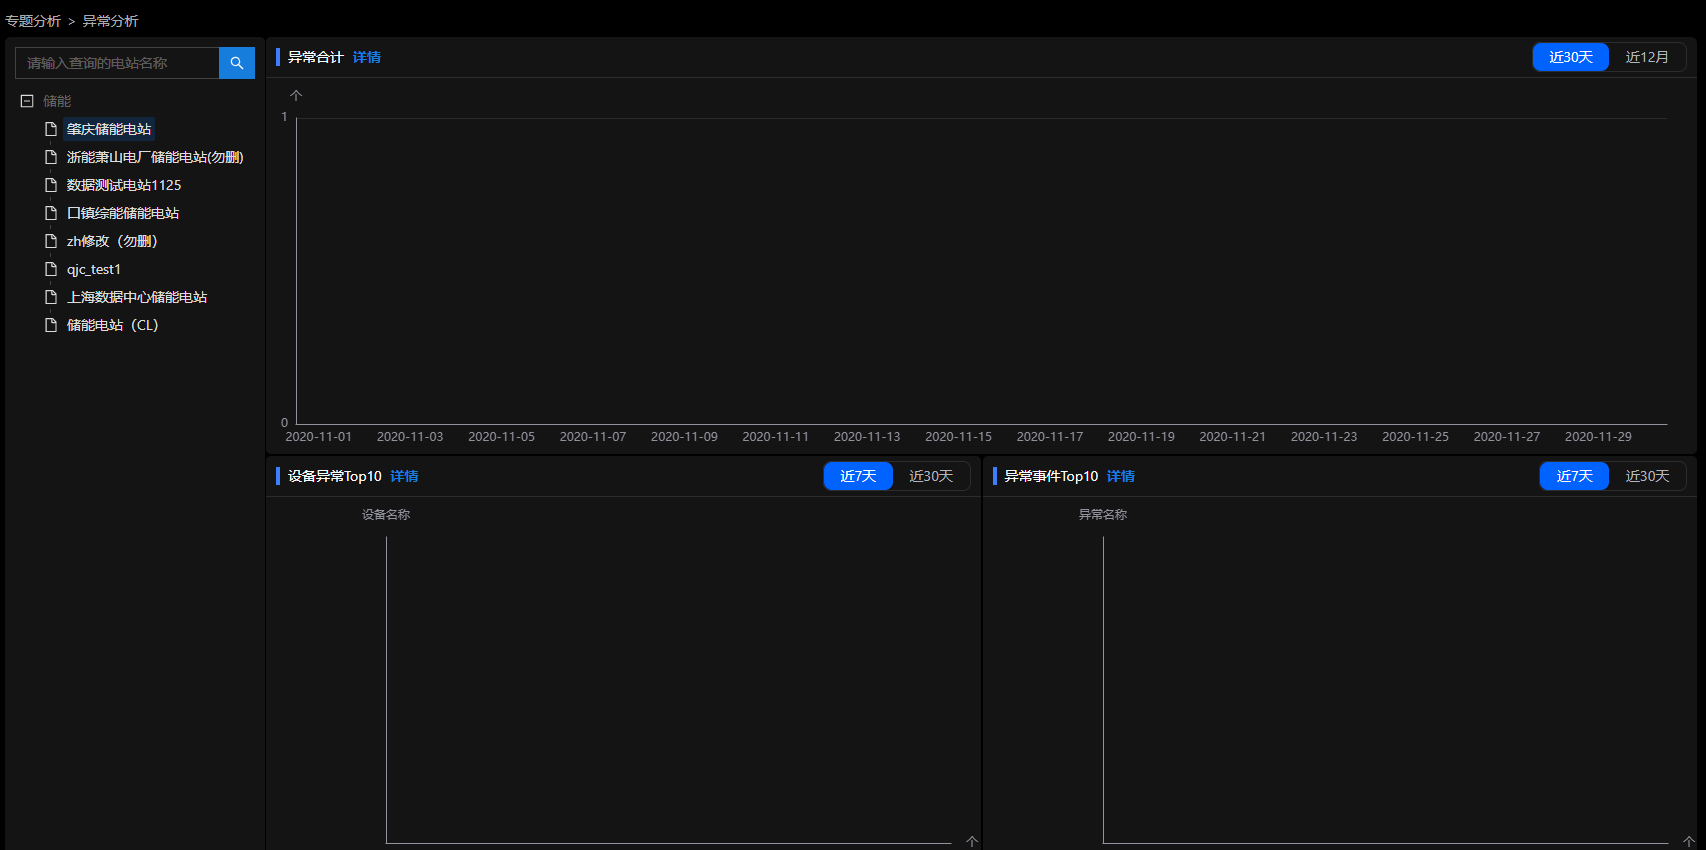 专题分析 > 异常分析
请输入查询的电站名称
储能
肇庆储能电站
浙能萧山电厂储能电站(勿删)
数据测试电站1125
口镇综能储能电站
zh修改（勿删）
qjc_test1
上海数据中心储能电站
储能电站（CL）
异常合计 详情
近30天 近12月
个
1
0
2020-11-01 2020-11-03 2020-11-05 2020-11-07 2020-11-09 2020-11-11 2020-11-13 2020-11-15 2020-11-17 2020-11-19 2020-11-21 2020-11-23 2020-11-25 2020-11-27 2020-11-29
设备异常Top10 详情
近7天 近30天
设备名称
个
异常事件Top10 详情
近7天 近30天
异常名称
个